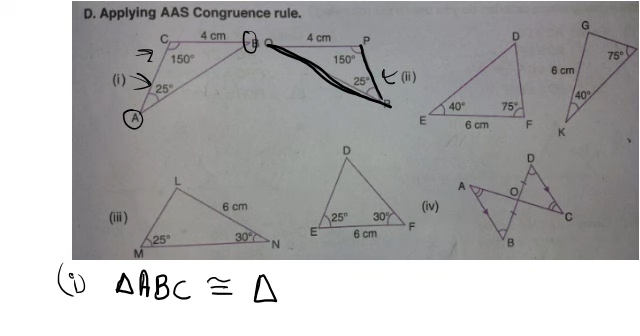 D. Applying AAS Congruence rule.
C 4 cm B Q 4 cm P
150° 150°
(i) 25° 25° (ii)
A R
D
40° 75°
E 6 cm F
G
75°
6 cm
40°
K
(iii) L
6 cm
25° 30°
M N
D
25° 30°
E 6 cm F
(iv) A D
O
B C
(i) ΔABC ≅ Δ